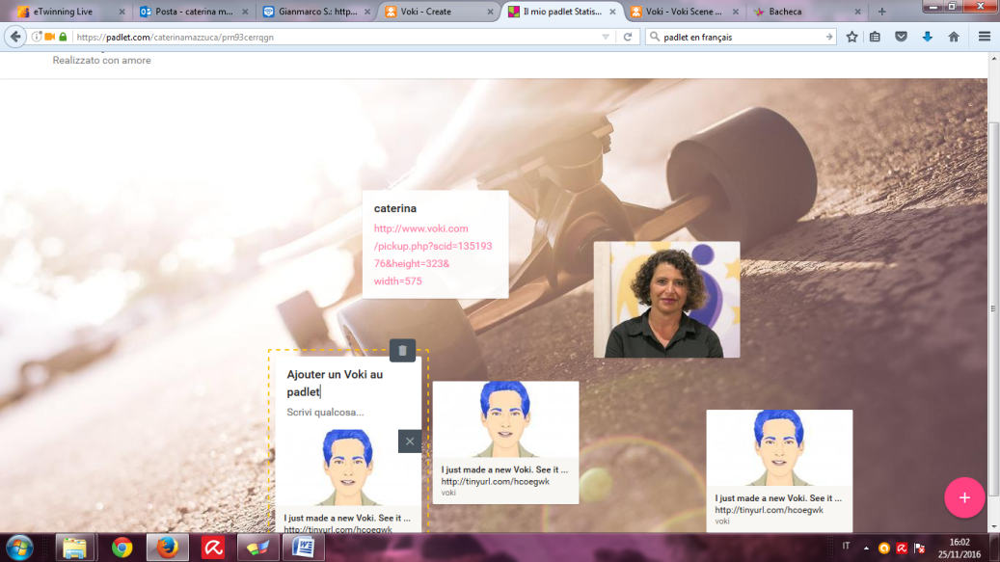 eTwinning Live
Posta - caterina m...
Gianmarco S.: http:...
Voki - Create
Il mio padlet Statis...
Voki - Voki Scene ...
Bacheca
https://padlet.com/caterinamazzuca/prn93cerrqgn
padlet en français
Realizzato con amore
caterina
http://www.voki.com
/pickup.php?scid=135193
76&height=323&
width=575
Ajouter un Voki au
padlet
Scrivi qualcosa...
I just made a new Voki. See it ...
http://tinyurl.com/hcoegwk
I just made a new Voki. See it ...
http://tinyurl.com/hcoegwk
voki
I just made a new Voki. See it ...
http://tinyurl.com/hcoegwk
voki
IT
16:02
25/11/2016